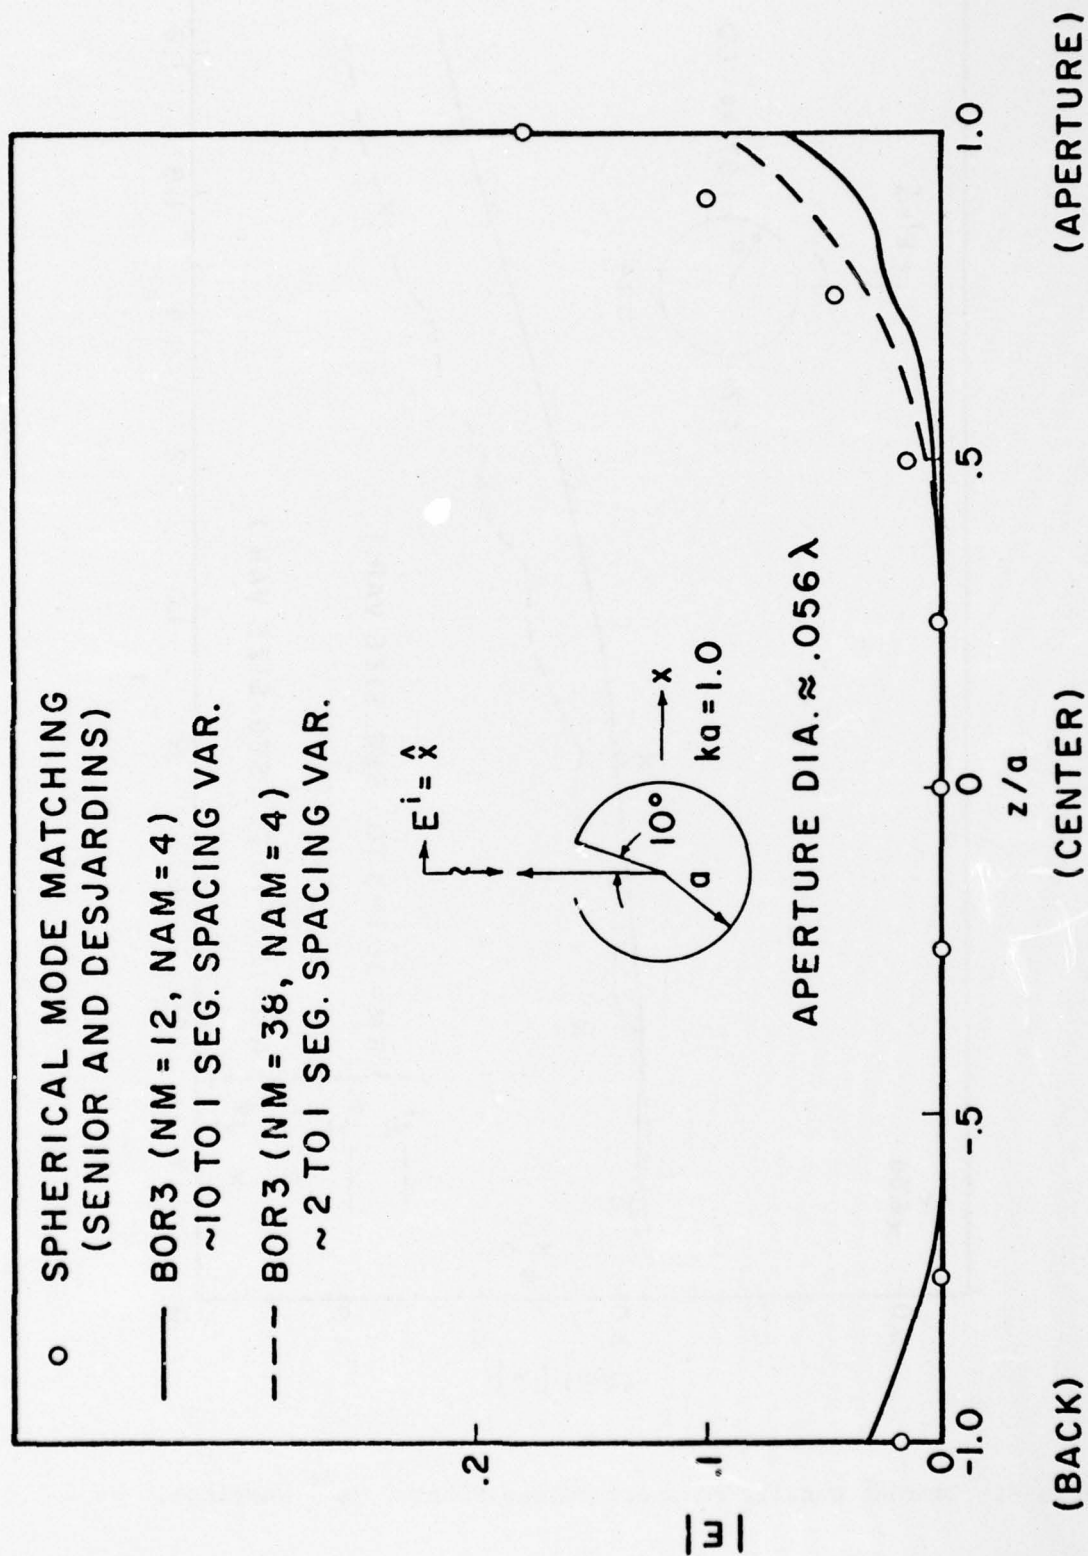 o SPHERICAL MODE MATCHING
(SENIOR AND DESJARDINS)
—— BOR3 (NM = 12, NAM = 4)
~10 TO 1 SEG. SPACING VAR.
--- BOR3 (NM = 38, NAM = 4)
~2 TO 1 SEG. SPACING VAR.
E^i = x̂
10°
a
x
ka = 1.0
APERTURE DIA. ≈ .056 λ
|E|
.2
.1
0
-1.0 -.5 0 .5 1.0
z/a
(BACK) (CENTER) (APERTURE)